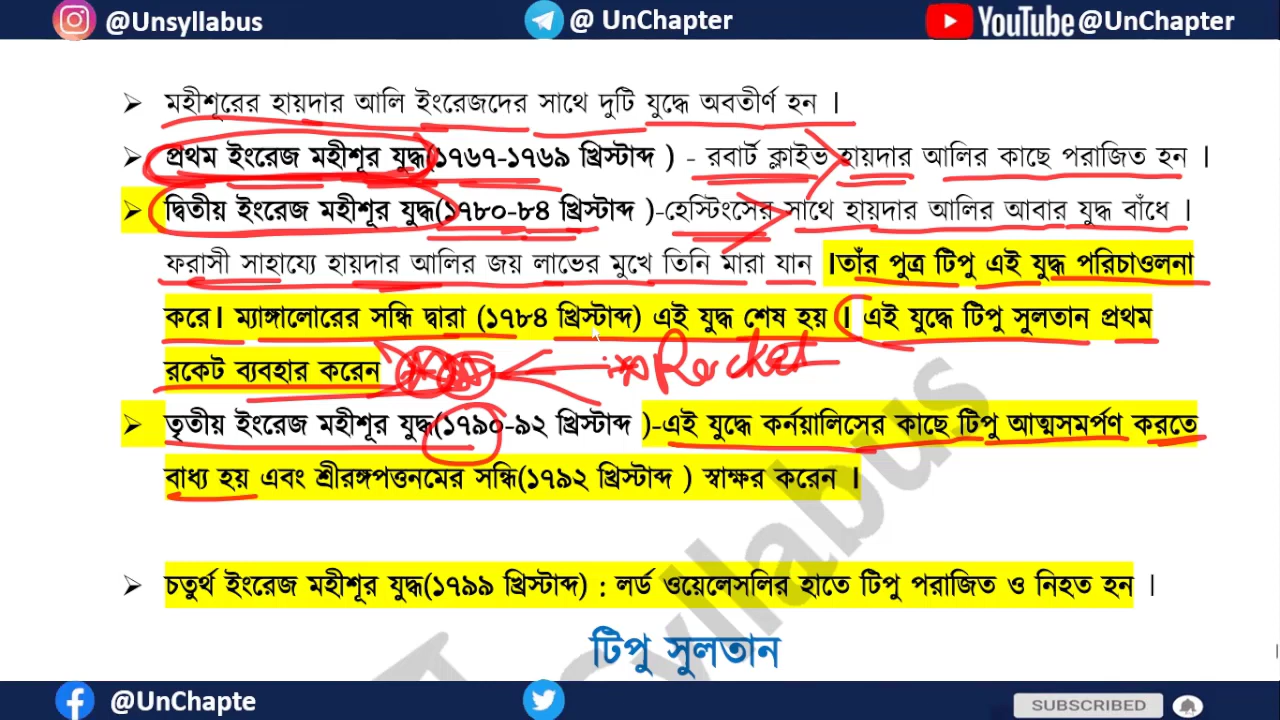 @Unsyllabus @ UnChapter YouTube @UnChapter
➢ মহীশূরের হায়দার আলি ইংরেজদের সাথে দুটি যুদ্ধে অবতীর্ণ হন ।
➢ প্রথম ইংরেজ মহীশূর যুদ্ধ(১৭৬৭-১৭৬৯ খ্রিস্টাব্দ ) - রবার্ট ক্লাইভ হায়দার আলির কাছে পরাজিত হন ।
➢ দ্বিতীয় ইংরেজ মহীশূর যুদ্ধ(১৭৮০-৮৪ খ্রিস্টাব্দ )-হেস্টিংসের সাথে হায়দার আলির আবার যুদ্ধ বাঁধে ।
ফরাসী সাহায্যে হায়দার আলির জয় লাভের মুখে তিনি মারা যান ।তাঁর পুত্র টিপু এই যুদ্ধ পরিচাওলনা
করে। ম্যাঙ্গালোরের সন্ধি দ্বারা (১৭৮৪ খ্রিস্টাব্দ) এই যুদ্ধ শেষ হয় । এই যুদ্ধে টিপু সুলতান প্রথম
রকেট ব্যবহার করেন Rocket
➢ তৃতীয় ইংরেজ মহীশূর যুদ্ধ(১৭৯০-৯২ খ্রিস্টাব্দ )-এই যুদ্ধে কর্নয়ালিসের কাছে টিপু আত্মসমর্পণ করতে
বাধ্য হয় এবং শ্রীরঙ্গপত্তনমের সন্ধি(১৭৯২ খ্রিস্টাব্দ ) স্বাক্ষর করেন ।
➢ চতুর্থ ইংরেজ মহীশূর যুদ্ধ(১৭৯৯ খ্রিস্টাব্দ) : লর্ড ওয়েলেসলির হাতে টিপু পরাজিত ও নিহত হন ।
টিপু সুলতান
syllabus
@UnChapte SUBSCRIBED